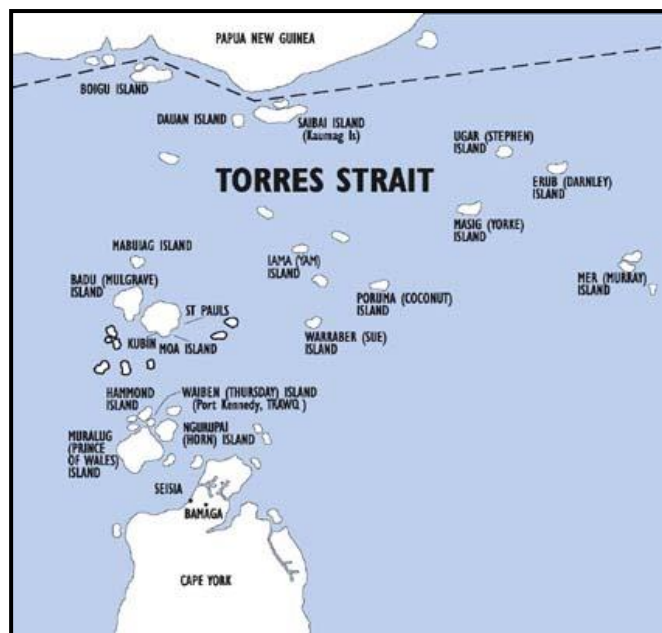 PAPUA NEW GUINEA
BOIGU ISLAND
DAUAN ISLAND
SAIBAI ISLAND
(Kaumag Is)
UGAR (STEPHEN)
ISLAND
TORRES STRAIT
ERUB (DARNLEY)
ISLAND
MASIG (YORKE)
ISLAND
MABUIAG ISLAND
IAMA (YAM)
ISLAND
BADU (MULGRAVE)
ISLAND
MER (MURRAY)
ISLAND
PORUMA (COCONUT)
ISLAND
ST PAULS
WARRABER (SUE)
ISLAND
KUBIN
MOA ISLAND
HAMMOND
ISLAND
WAIBEN (THURSDAY) ISLAND
(Port Kennedy, TRAWQ )
MURALUG
(PRINCE
OF WALES)
ISLAND
NGURUPAI
(HORN) ISLAND
SEISIA
BAMAGA
CAPE YORK